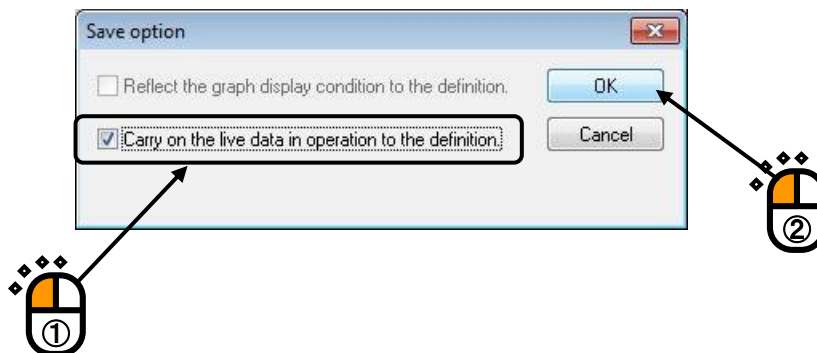 Save option
Reflect the graph display condition to the definition.
OK
Carry on the live data in operation to the definition.
Cancel
②
①